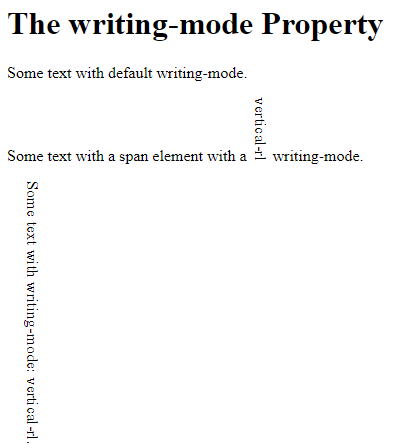 The writing-mode Property
Some text with default writing-mode.
Some text with a span element with a vertical-rl writing-mode.
Some text with writing-mode: vertical-rl.